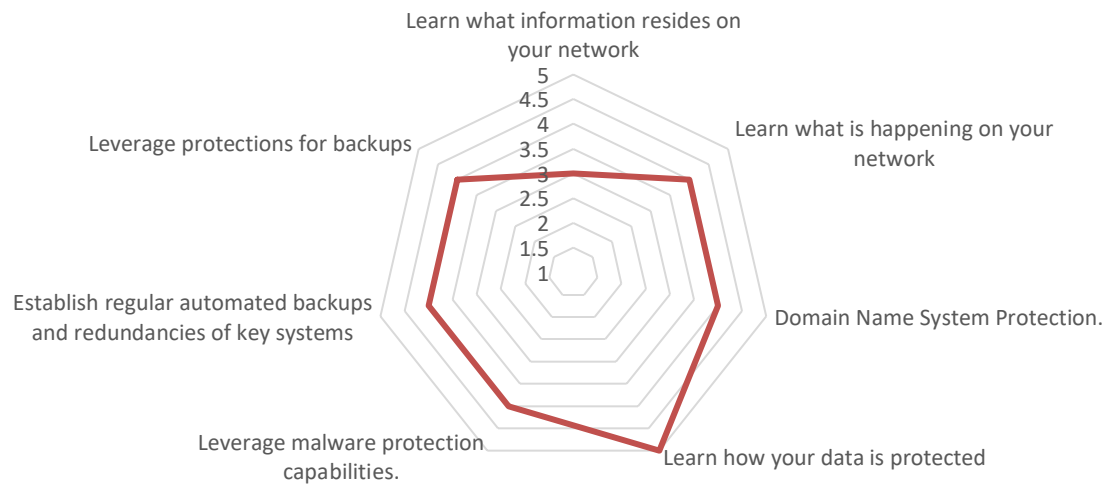 Learn what information resides on
your network
5
4.5
4
3.5
3
2.5
2
1.5
1
Learn what is happening on your
network
Domain Name System Protection.
Learn how your data is protected
Leverage malware protection
capabilities.
Establish regular automated backups
and redundancies of key systems
Leverage protections for backups